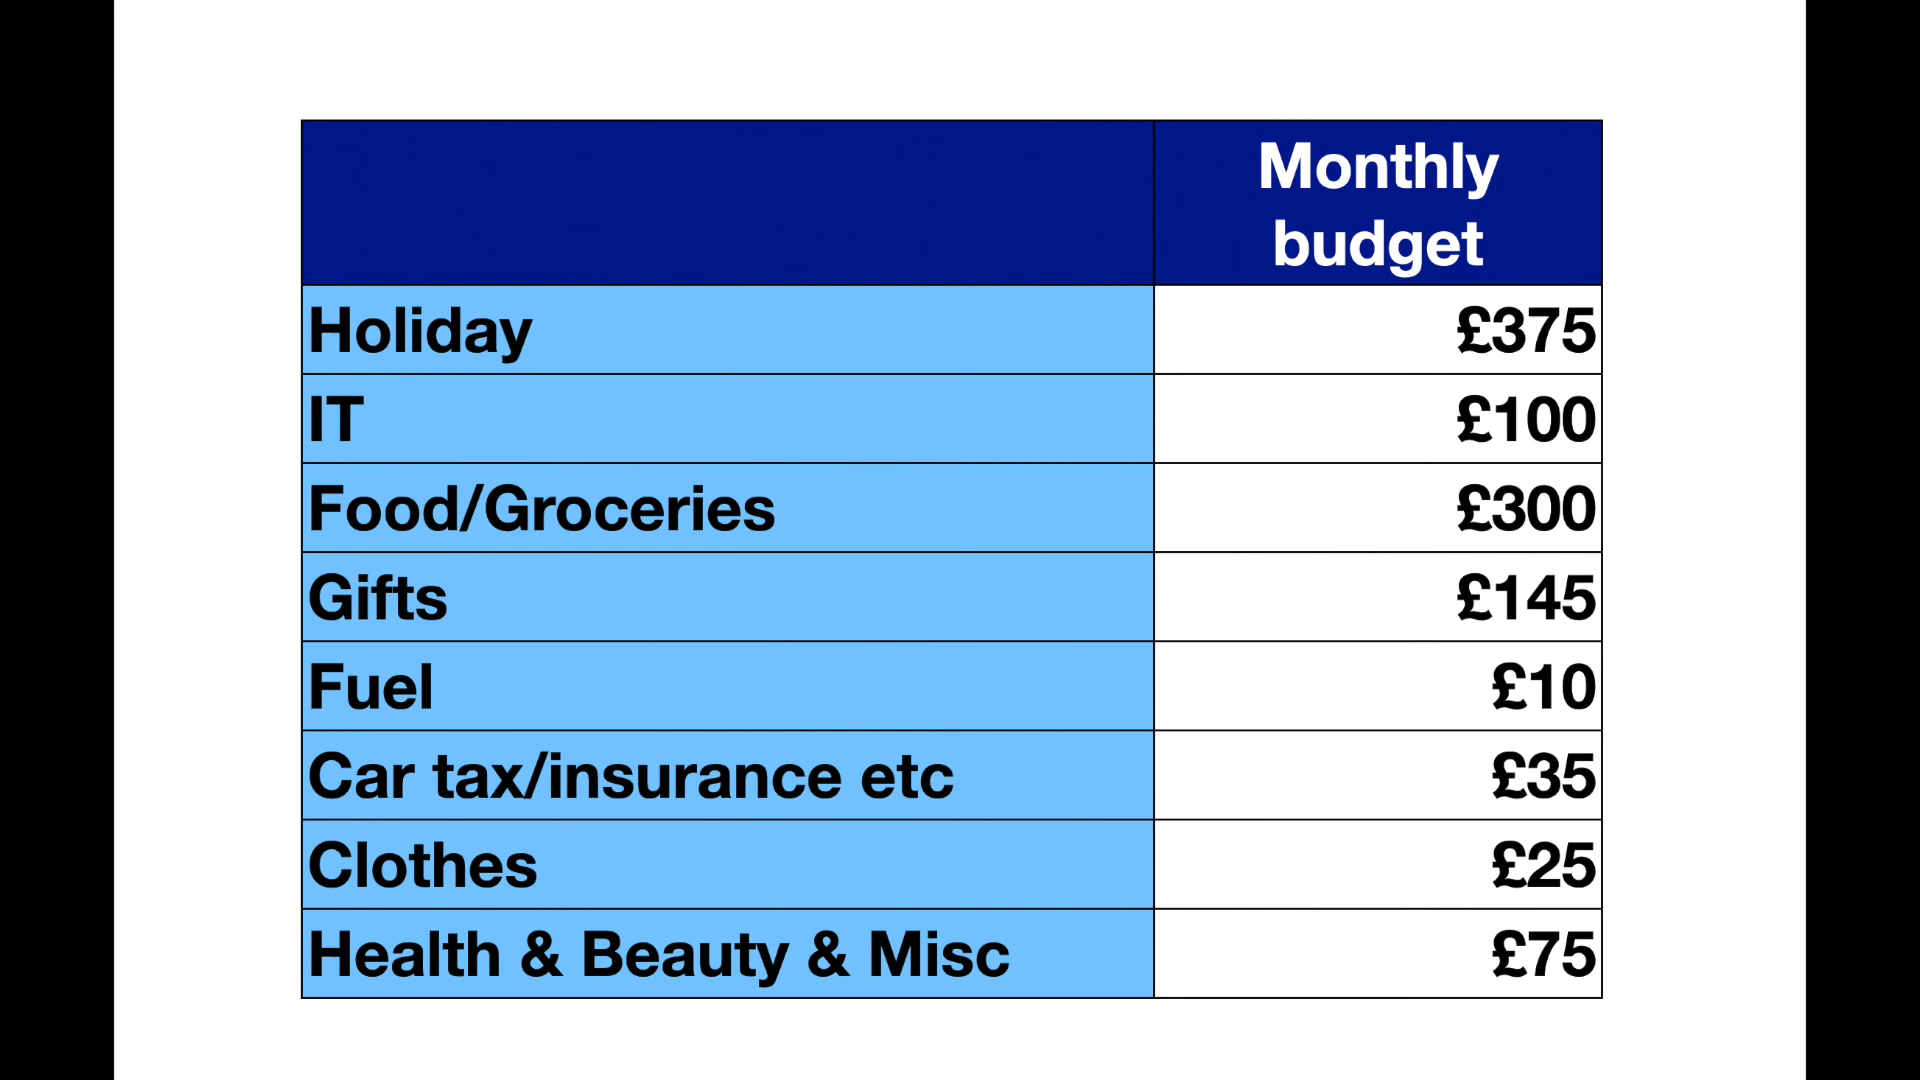 Monthly
budget
Holiday £375
IT £100
Food/Groceries £300
Gifts £145
Fuel £10
Car tax/insurance etc £35
Clothes £25
Health & Beauty & Misc £75